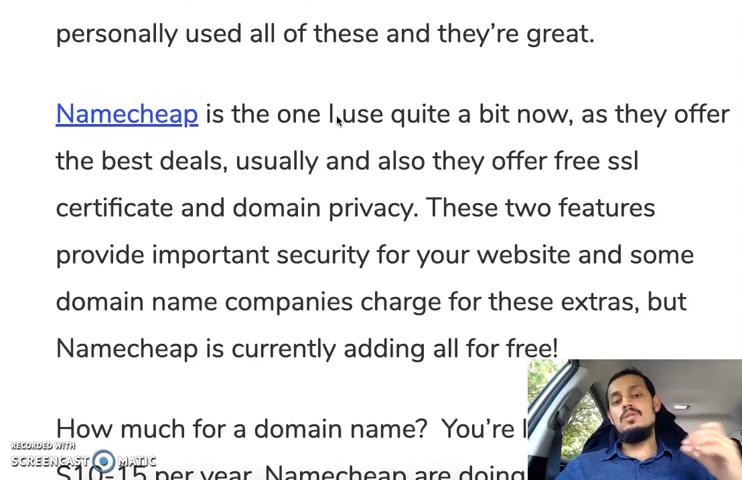 personally used all of these and they're great.
Namecheap is the one I use quite a bit now, as they offer
the best deals, usually and also they offer free ssl
certificate and domain privacy. These two features
provide important security for your website and some
domain name companies charge for these extras, but
Namecheap is currently adding all for free!
How much for a domain name? You're
$10-15 per year. Namecheap are doing
RECORDED WITH
SCREENCAST MATIC